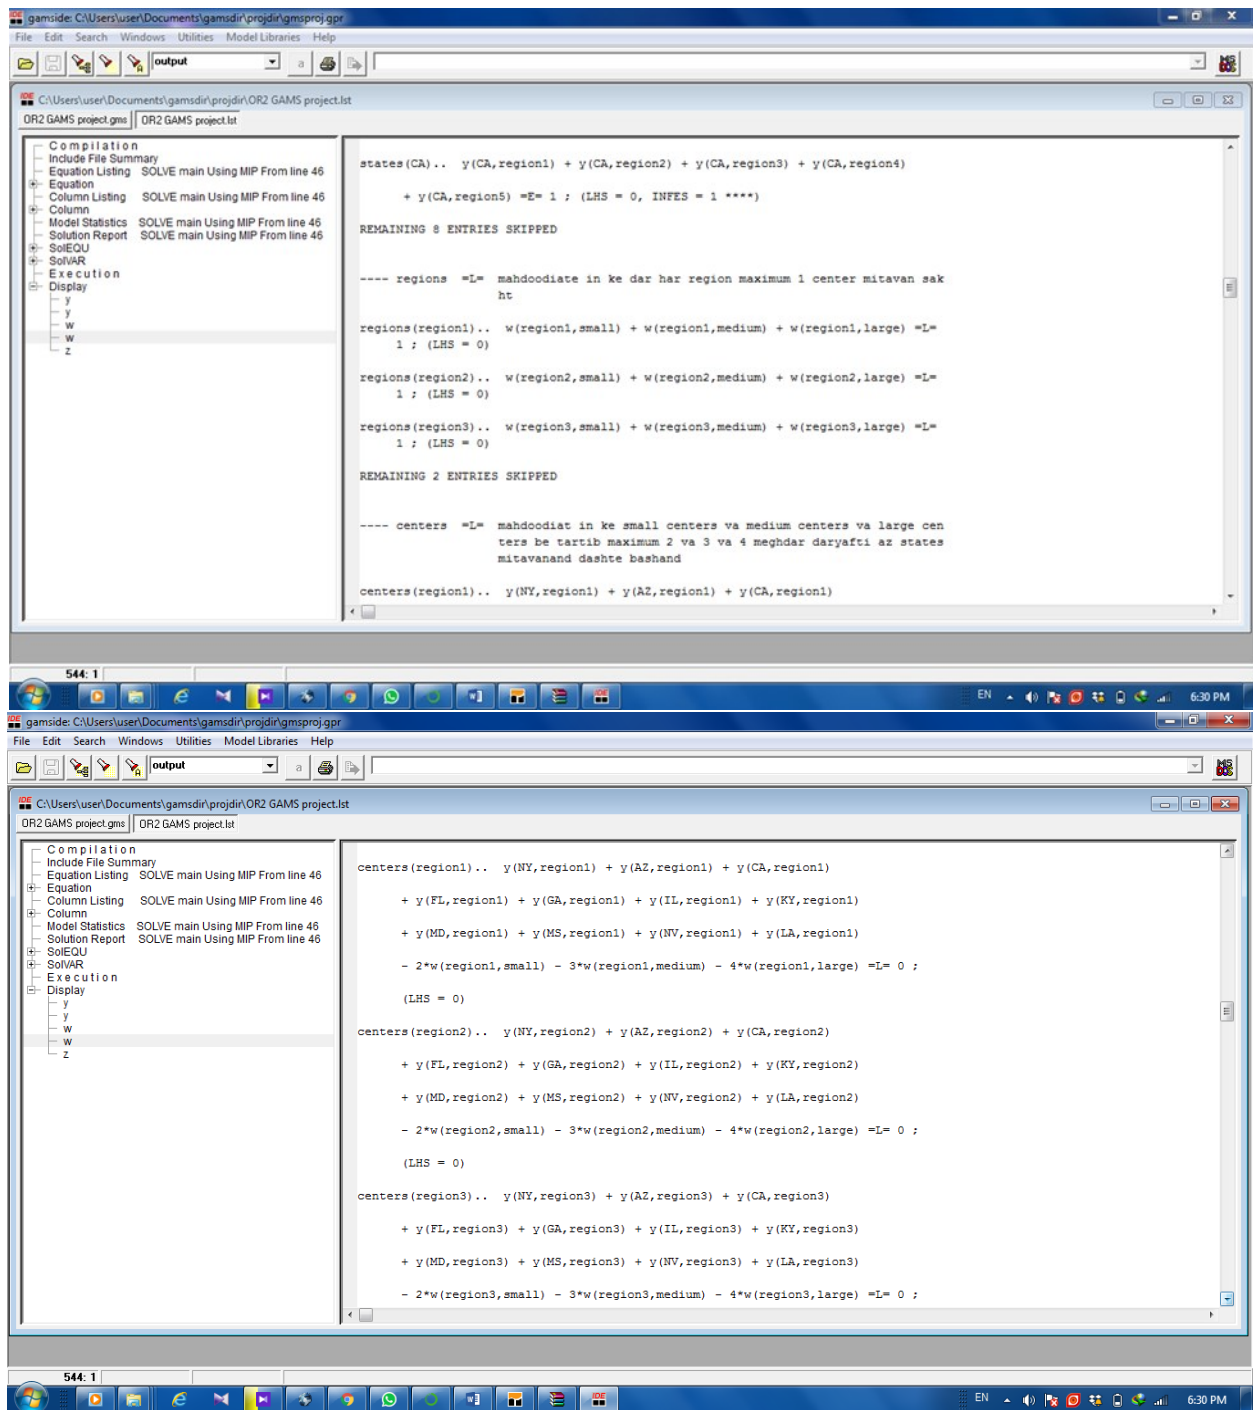 gamside: C:\Users\user\Documents\gamsdir\projdir\gmsproj.gpr
File Edit Search Windows Utilities Model Libraries Help
output
a
C:\Users\user\Documents\gamsdir\projdir\OR2 GAMS project.lst
OR2 GAMS project.gms OR2 GAMS project.lst
Compilation
Include File Summary
Equation Listing SOLVE main Using MIP From line 46
Equation
Column Listing SOLVE main Using MIP From line 46
Column
Model Statistics SOLVE main Using MIP From line 46
Solution Report SOLVE main Using MIP From line 46
SolEQU
SolVAR
Execution
Display
y
y
w
w
z
states(CA).. y(CA,region1) + y(CA,region2) + y(CA,region3) + y(CA,region4)
+ y(CA,region5) =E= 1 ; (LHS = 0, INFES = 1 ****)
REMAINING 8 ENTRIES SKIPPED
---- regions =L= mahdoodiate in ke dar har region maximum 1 center mitavan sak
ht
regions(region1).. w(region1,small) + w(region1,medium) + w(region1,large) =L=
1 ; (LHS = 0)
regions(region2).. w(region2,small) + w(region2,medium) + w(region2,large) =L=
1 ; (LHS = 0)
regions(region3).. w(region3,small) + w(region3,medium) + w(region3,large) =L=
1 ; (LHS = 0)
REMAINING 2 ENTRIES SKIPPED
---- centers =L= mahdoodiat in ke small centers va medium centers va large cen
ters be tartib maximum 2 va 3 va 4 meghdar daryafti az states
mitavanand dashte bashand
centers(region1).. y(NY,region1) + y(AZ,region1) + y(CA,region1)
544: 1
EN 6:30 PM
gamside: C:\Users\user\Documents\gamsdir\projdir\gmsproj.gpr
File Edit Search Windows Utilities Model Libraries Help
output
a
C:\Users\user\Documents\gamsdir\projdir\OR2 GAMS project.lst
OR2 GAMS project.gms OR2 GAMS project.lst
Compilation
Include File Summary
Equation Listing SOLVE main Using MIP From line 46
Equation
Column Listing SOLVE main Using MIP From line 46
Column
Model Statistics SOLVE main Using MIP From line 46
Solution Report SOLVE main Using MIP From line 46
SolEQU
SolVAR
Execution
Display
y
y
w
w
z
centers(region1).. y(NY,region1) + y(AZ,region1) + y(CA,region1)
+ y(FL,region1) + y(GA,region1) + y(IL,region1) + y(KY,region1)
+ y(MD,region1) + y(MS,region1) + y(NV,region1) + y(LA,region1)
- 2*w(region1,small) - 3*w(region1,medium) - 4*w(region1,large) =L= 0 ;
(LHS = 0)
centers(region2).. y(NY,region2) + y(AZ,region2) + y(CA,region2)
+ y(FL,region2) + y(GA,region2) + y(IL,region2) + y(KY,region2)
+ y(MD,region2) + y(MS,region2) + y(NV,region2) + y(LA,region2)
- 2*w(region2,small) - 3*w(region2,medium) - 4*w(region2,large) =L= 0 ;
(LHS = 0)
centers(region3).. y(NY,region3) + y(AZ,region3) + y(CA,region3)
+ y(FL,region3) + y(GA,region3) + y(IL,region3) + y(KY,region3)
+ y(MD,region3) + y(MS,region3) + y(NV,region3) + y(LA,region3)
- 2*w(region3,small) - 3*w(region3,medium) - 4*w(region3,large) =L= 0 ;
544: 1
EN 6:30 PM